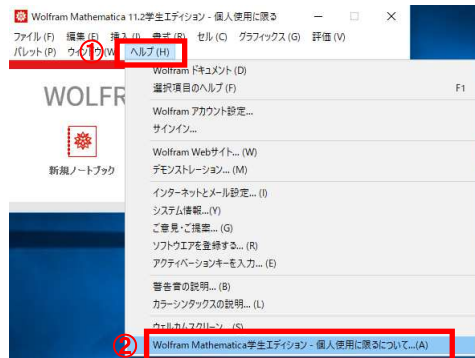 Wolfram Mathematica 11.2学生エディション - 個人使用に限る
ファイル (F) 編集 (E) 挿入 (I) 書式 (R) セル (C) グラフィックス (G) 評価 (V)
パレット (P) ウィンドウ (W) ヘルプ (H)
①
Wolfram ドキュメント (D)
選択項目のヘルプ (F) F1
Wolfram アカウント設定...
サインイン...
Wolfram Webサイト... (W)
デモンストレーション... (M)
インターネットとメール設定... (I)
システム情報...(Y)
ご意見・ご提案... (G)
ソフトウエアを登録する... (R)
アクティベーションキーを入力... (E)
警告音の説明... (B)
カラーシンタックスの説明... (L)
ウェルカムスクリーン... (S)
② Wolfram Mathematica学生エディション - 個人使用に限るについて...(A)
WOLFR
新規ノートブック